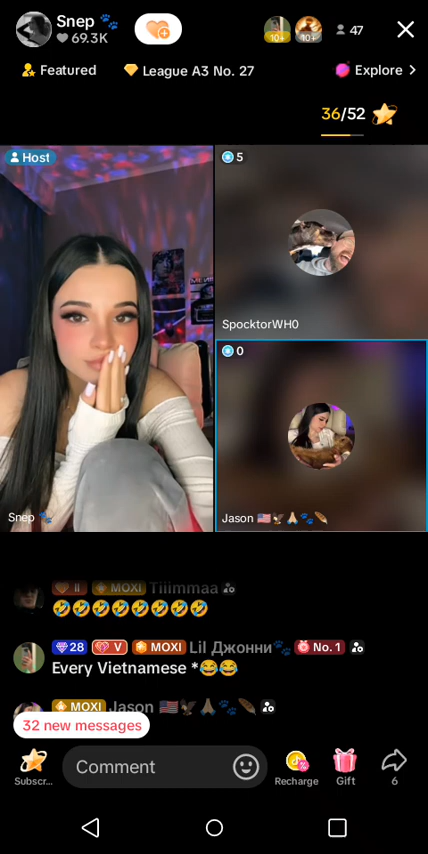 Snep 🐾
69.3K
10+
10+
47
Featured
League A3 No. 27
Explore >
36/52
Host
5
SpocktorWH0
0
Snep 🐾
Jason 🇺🇸🦅🙏🏻🐾🪶
II MOXI Tiiimmaa
🤣🤣🤣🤣🤣🤣🤣🤣
28 V MOXI Lil Джонни🐾 No. 1
Every Vietnamese *😂😂
MOXI Jason 🇺🇸🦅🙏🏻🐾🪶
32 new messages
Subscr...
Comment
Recharge
Gift
6